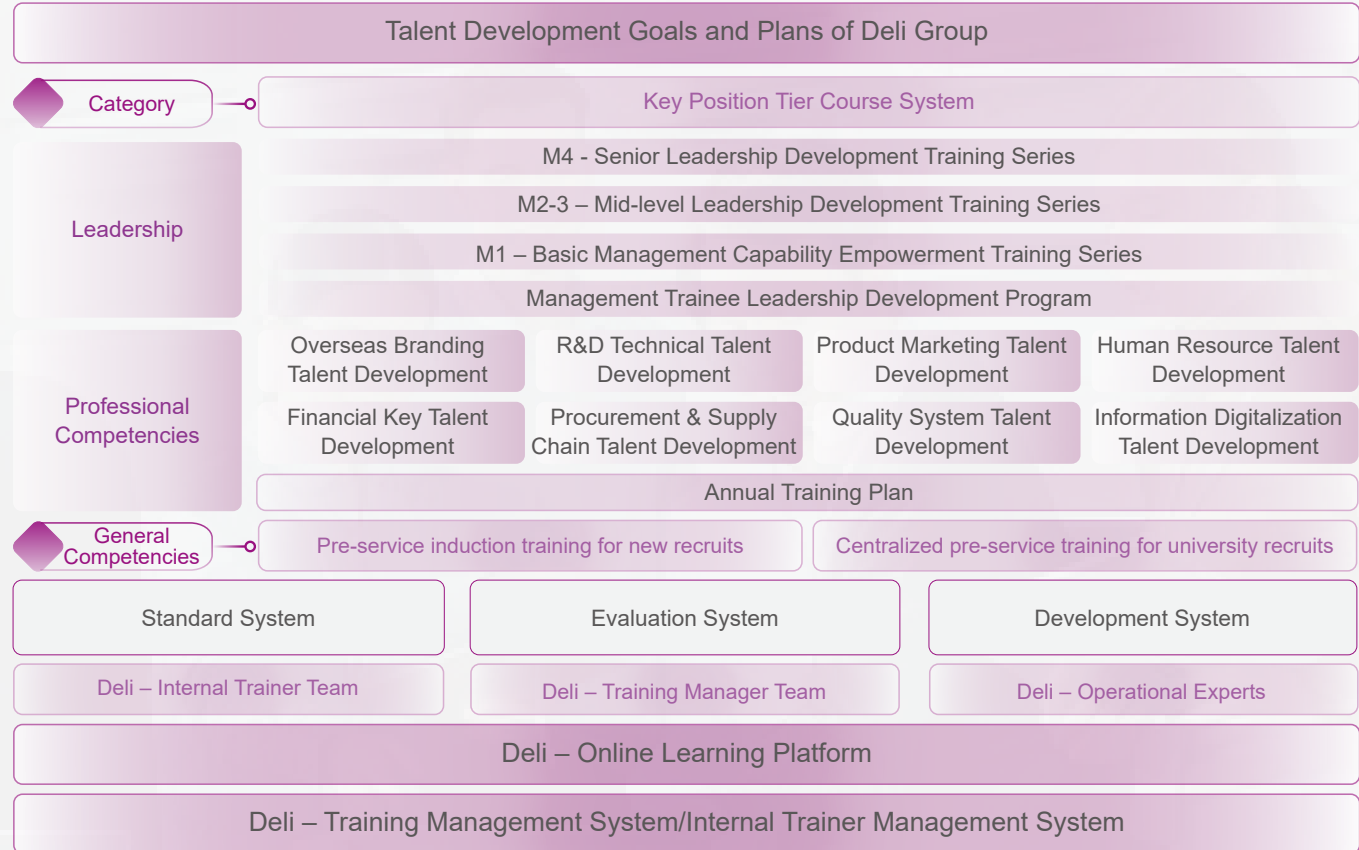 Talent Development Goals and Plans of Deli Group
Category
Key Position Tier Course System
Leadership
M4 - Senior Leadership Development Training Series
M2-3 – Mid-level Leadership Development Training Series
M1 – Basic Management Capability Empowerment Training Series
Management Trainee Leadership Development Program
Professional
Competencies
Overseas Branding
Talent Development
R&D Technical Talent
Development
Product Marketing Talent
Development
Human Resource Talent
Development
Financial Key Talent
Development
Procurement & Supply
Chain Talent Development
Quality System Talent
Development
Information Digitalization
Talent Development
Annual Training Plan
General
Competencies
Pre-service induction training for new recruits
Centralized pre-service training for university recruits
Standard System
Evaluation System
Development System
Deli – Internal Trainer Team
Deli – Training Manager Team
Deli – Operational Experts
Deli – Online Learning Platform
Deli – Training Management System/Internal Trainer Management System